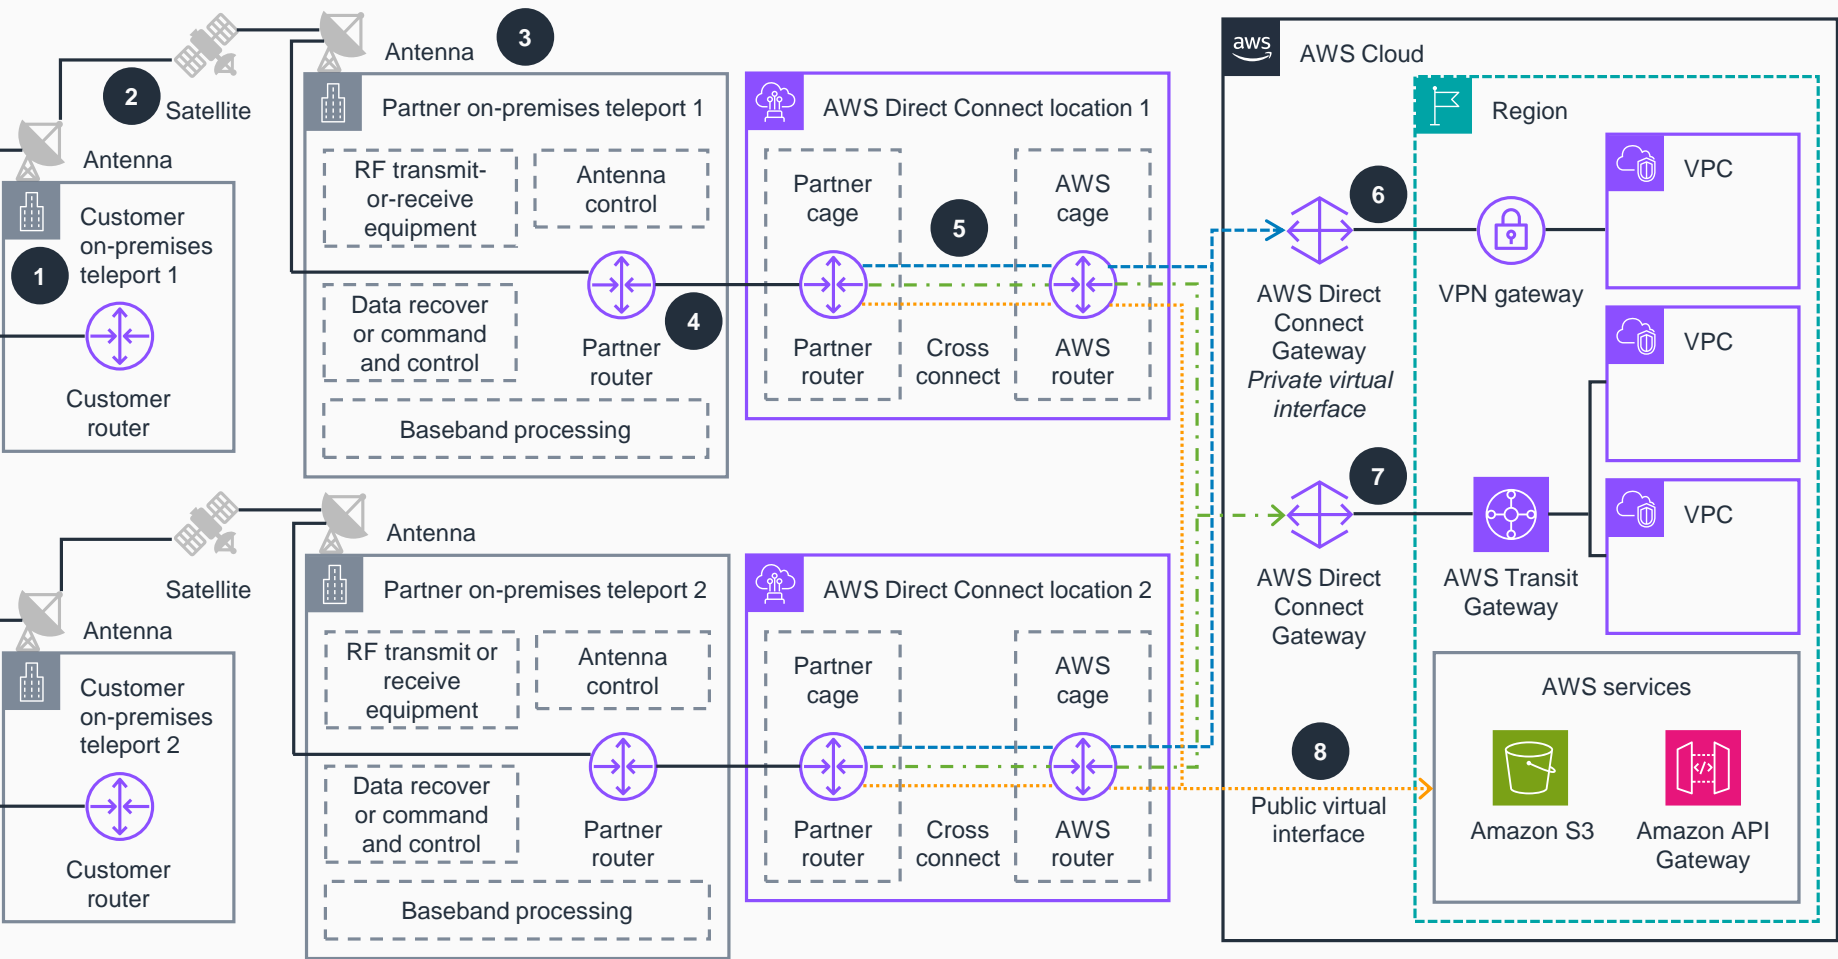 2
Satellite
Antenna
1
Customer
on-premises
teleport 1
Customer
router
Antenna
3
Partner on-premises teleport 1
RF transmit-
or-receive
equipment
Antenna
control
Data recover
or command
and control
Partner
router
4
Baseband processing
AWS Direct Connect location 1
Partner
cage
5
AWS
cage
Partner
router
Cross
connect
AWS
router
Satellite
Antenna
Customer
on-premises
teleport 2
Customer
router
Antenna
Partner on-premises teleport 2
RF transmit or
receive
equipment
Antenna
control
Data recover
or command
and control
Partner
router
Baseband processing
AWS Direct Connect location 2
Partner
cage
AWS
cage
Partner
router
Cross
connect
AWS
router
aws
AWS Cloud
Region
6
AWS Direct
Connect
Gateway
Private virtual
interface
VPN gateway
VPC
VPC
7
AWS Direct
Connect
Gateway
AWS Transit
Gateway
VPC
8
Public virtual
interface
AWS services
Amazon S3
Amazon API
Gateway